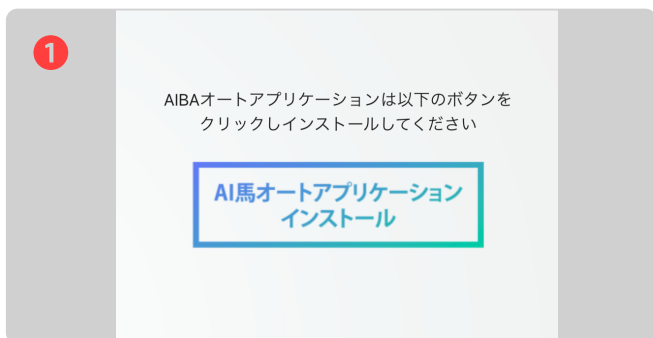 1
AIBAオートアプリケーションは以下のボタンを
クリックしインストールしてください
AI馬オートアプリケーション
インストール